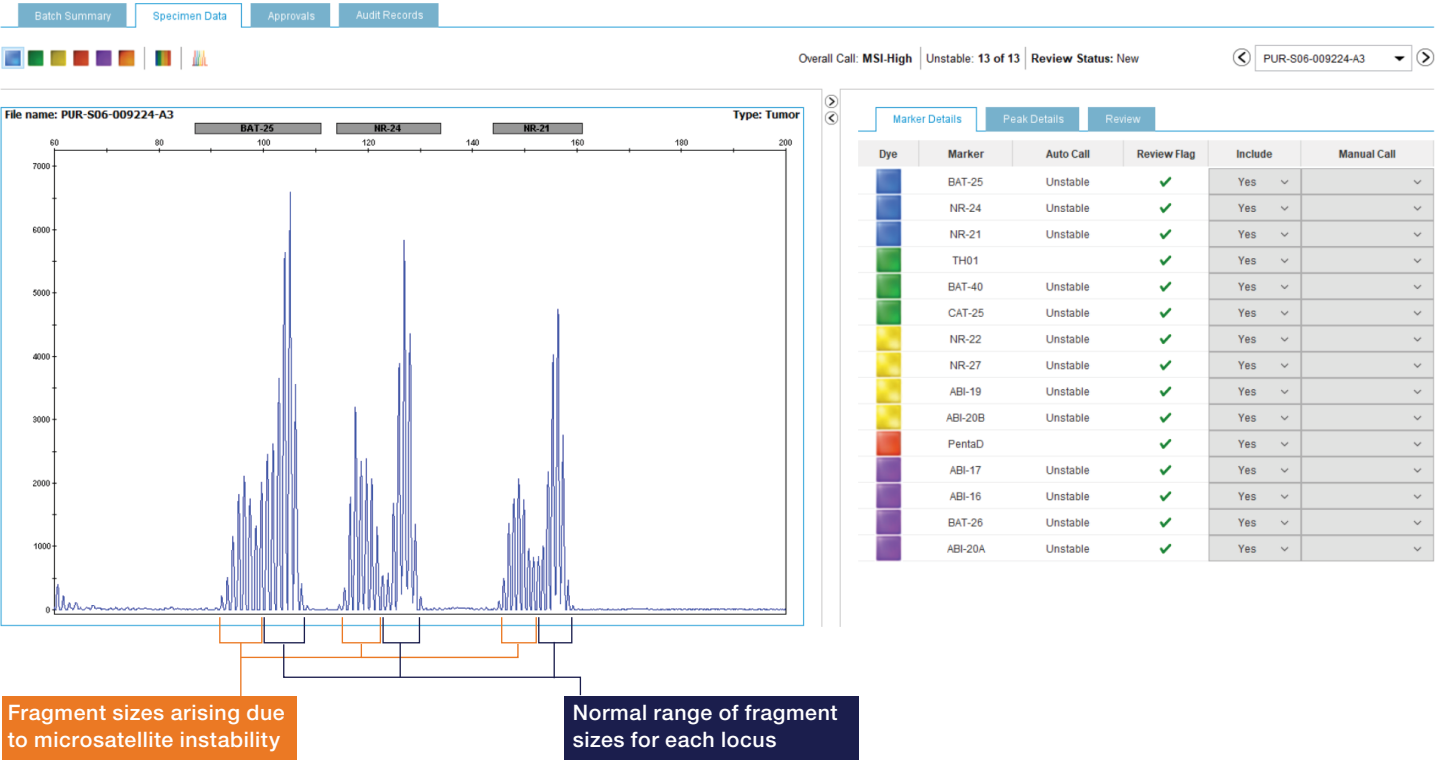 Batch Summary Specimen Data Approvals Audit Records
Overall Call: MSI-High Unstable: 13 of 13 Review Status: New PUR-S06-009224-A3
File name: PUR-S06-009224-A3 Type: Tumor
BAT-25 NR-24 NR-21
60 80 100 120 140 160 180 200
7000
6000
5000
4000
3000
2000
1000
0
Fragment sizes arising due
to microsatellite instability
Normal range of fragment
sizes for each locus
Marker Details Peak Details Review
Dye Marker Auto Call Review Flag Include Manual Call
BAT-25 Unstable Yes
NR-24 Unstable Yes
NR-21 Unstable Yes
TH01 Yes
BAT-40 Unstable Yes
CAT-25 Unstable Yes
NR-22 Unstable Yes
NR-27 Unstable Yes
ABI-19 Unstable Yes
ABI-20B Unstable Yes
PentaD Yes
ABI-17 Unstable Yes
ABI-16 Unstable Yes
BAT-26 Unstable Yes
ABI-20A Unstable Yes